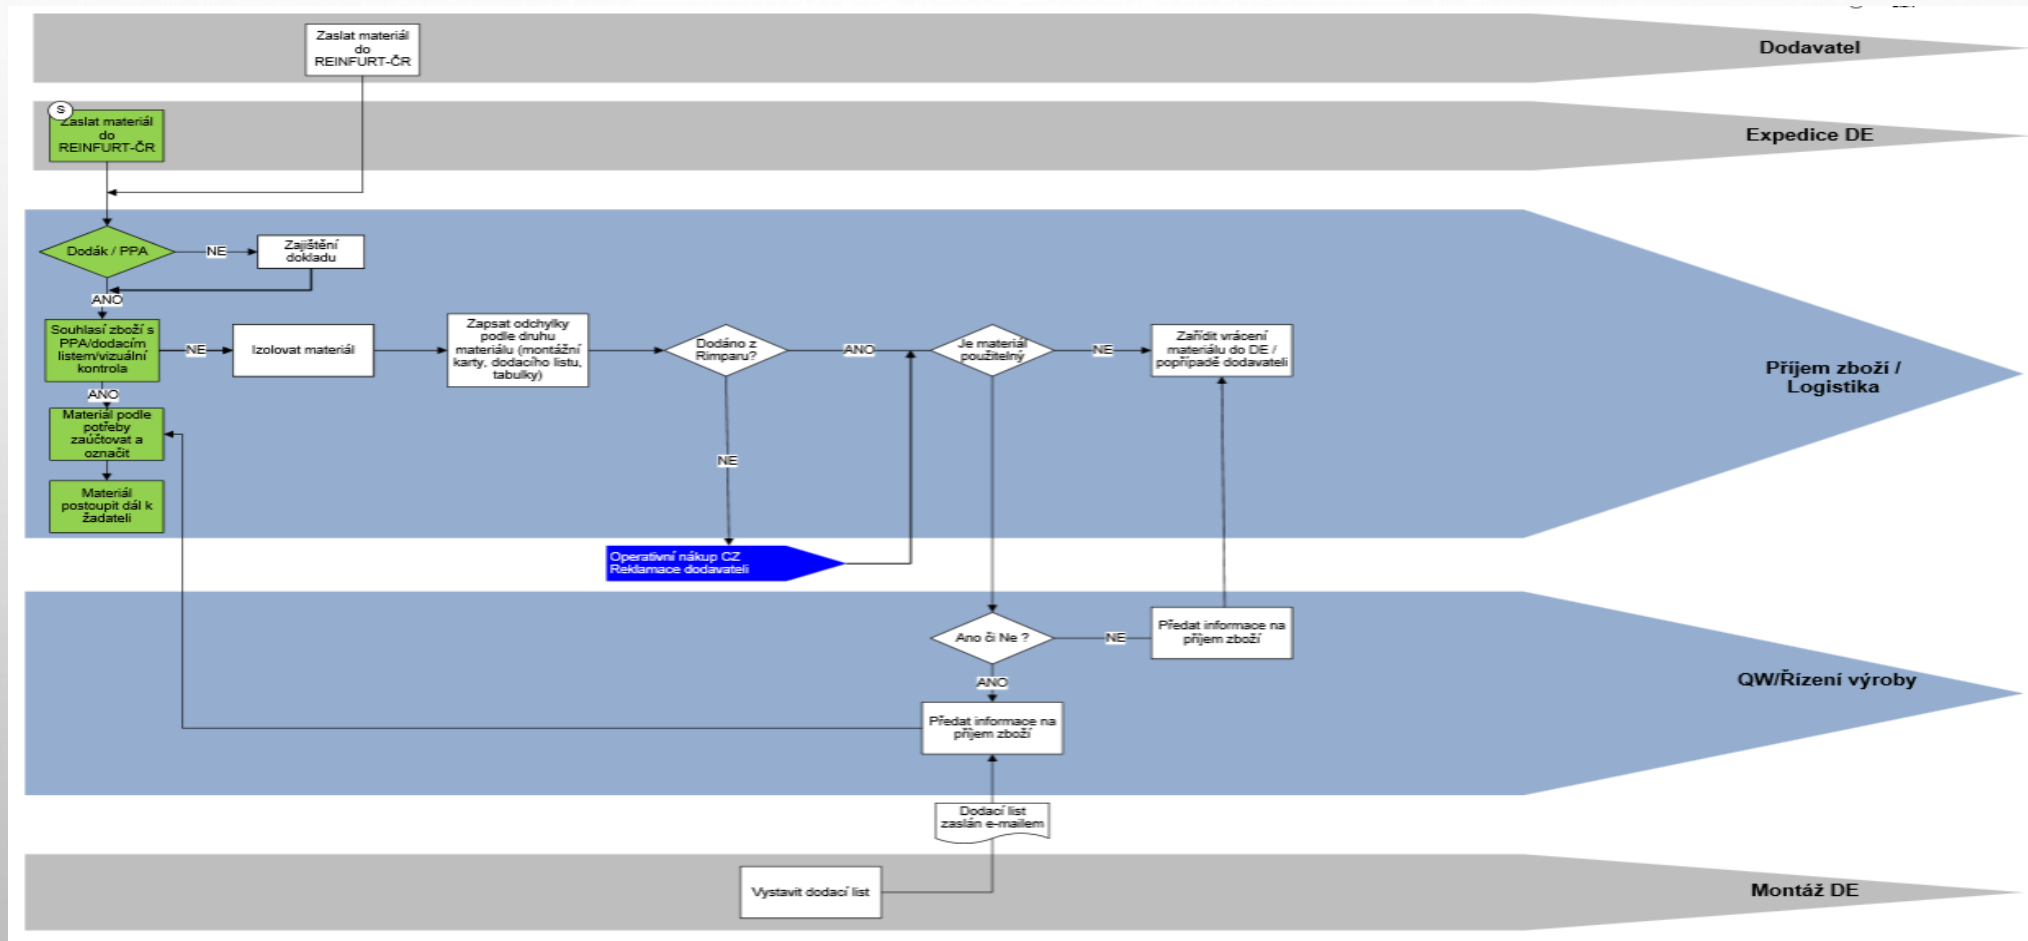 Zaslat materiál
do
REINFURT-ČR
Dodavatel
S
Zaslat materiál
do
REINFURT-ČR
Expedice DE
Dodák / PPA
NE
Zajištění
dokladu
ANO
Souhlasí zboží s
PPA/dodacím
listem/vizuální
kontrola
NE
Izolovat materiál
Zapsat odchylky
podle druhu
materiálu (montážní
karty, dodacího listu,
tabulky)
Dodáno z
Rimparu?
ANO
Je materiál
použitelný
NE
Zařídit vrácení
materiálu do DE /
popřípadě dodavateli
Příjem zboží /
Logistika
ANO
Materiál podle
potřeby
zaúčtovat a
označit
NE
Materiál
postoupit dál k
žadateli
Operativní nákup CZ
Reklamace dodavateli
Ano či Ne ?
NE
Předat informace na
příjem zboží
QW/Řízení výroby
ANO
Předat informace na
příjem zboží
Dodací list
zaslán e-mailem
Vystavit dodací list
Montáž DE